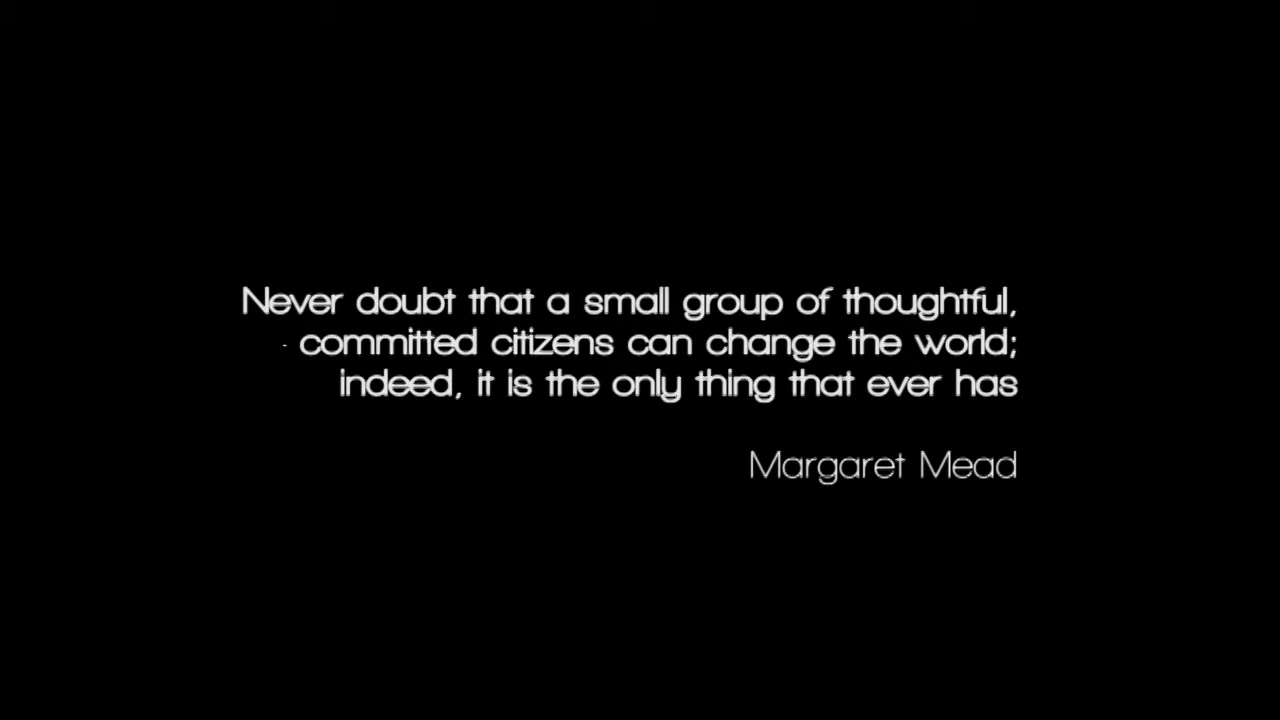 Never doubt that a small group of thoughtful,
committed citizens can change the world;
indeed, it is the only thing that ever has
Margaret Mead